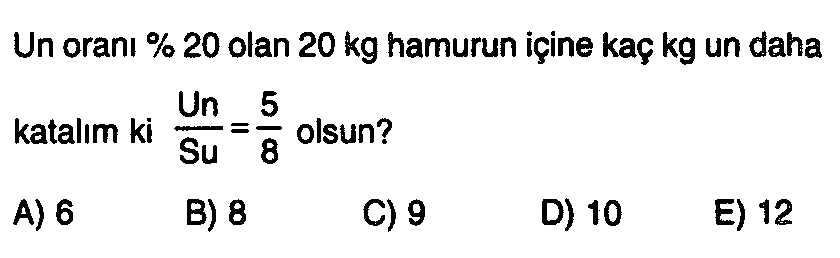 Un oranı % 20 olan 20 kg hamurun içine kaç kg un daha
katalım ki Un/Su = 5/8 olsun?
A) 6 B) 8 C) 9 D) 10 E) 12